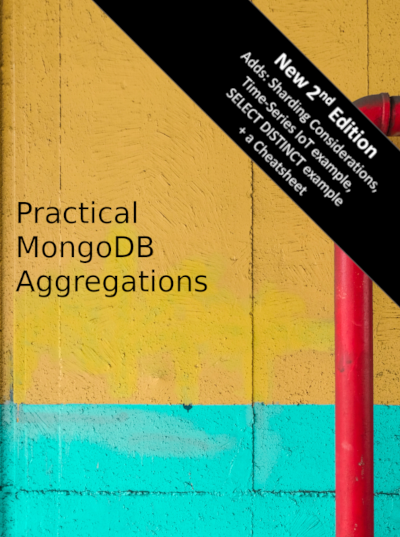 New 2nd Edition
Adds: Sharding Considerations,
Time-Series IoT example,
SELECT DISTINCT example
+ a Cheatsheet
Practical
MongoDB
Aggregations